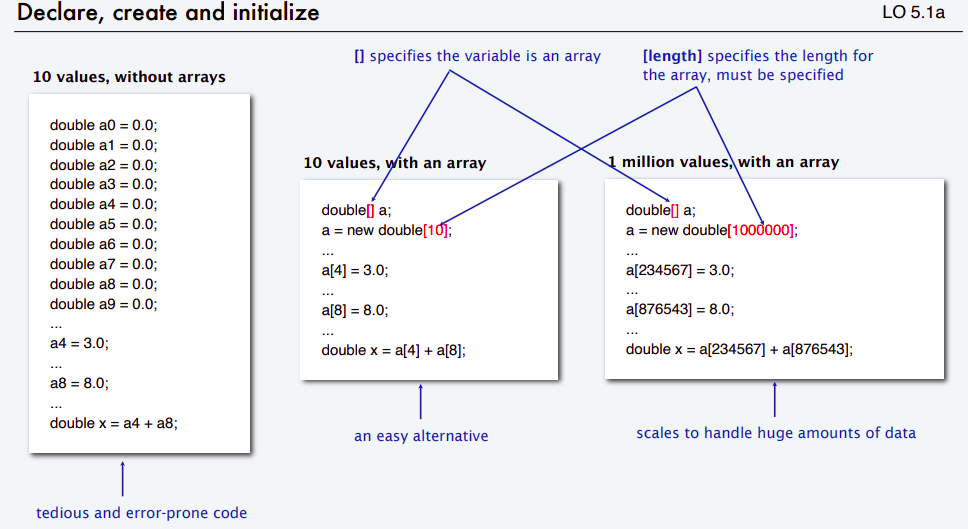 Declare, create and initialize
LO 5.1a
[] specifies the variable is an array
[length] specifies the length for
the array, must be specified
10 values, without arrays
double a0 = 0.0;
double a1 = 0.0;
double a2 = 0.0;
double a3 = 0.0;
double a4 = 0.0;
double a5 = 0.0;
double a6 = 0.0;
double a7 = 0.0;
double a8 = 0.0;
double a9 = 0.0;
...
a4 = 3.0;
...
a8 = 8.0;
...
double x = a4 + a8;
tedious and error-prone code
10 values, with an array
double[] a;
a = new double[10];
...
a[4] = 3.0;
...
a[8] = 8.0;
...
double x = a[4] + a[8];
an easy alternative
1 million values, with an array
double[] a;
a = new double[1000000];
...
a[234567] = 3.0;
...
a[876543] = 8.0;
...
double x = a[234567] + a[876543];
scales to handle huge amounts of data